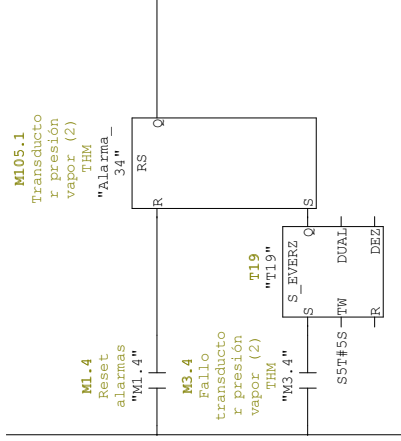 M105.1
Transducto
r presión
vapor (2)
THM
"Alarma_
34"
RS
M1.4
Reset
alarmas
"M1.4"
R
Q
M3.4
Fallo
transducto
r presión
vapor (2)
THM
"M3.4"
T19
"T19"
S_EVERZ
S
Q
S
S5T#5S
TW
DUAL
R
DEZ